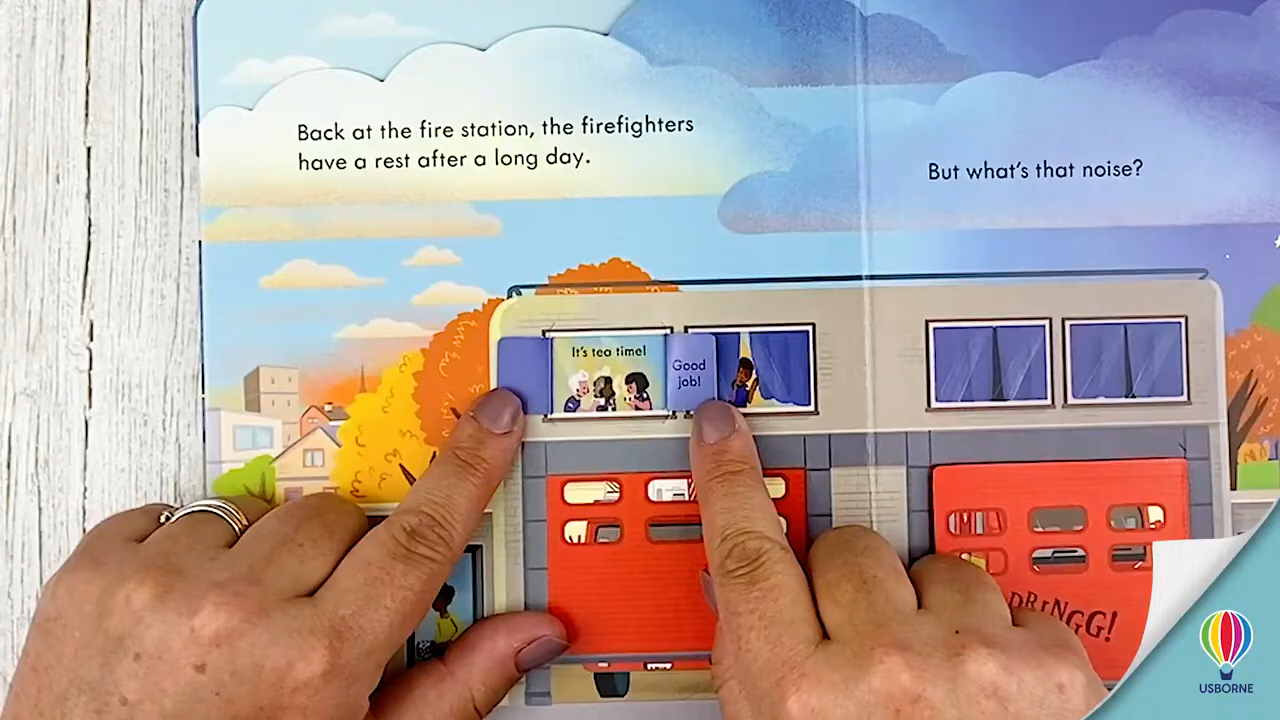 Back at the fire station, the firefighters
have a rest after a long day.
But what's that noise?
It's tea time!
Good
job!
DRINGG!
USBORNE